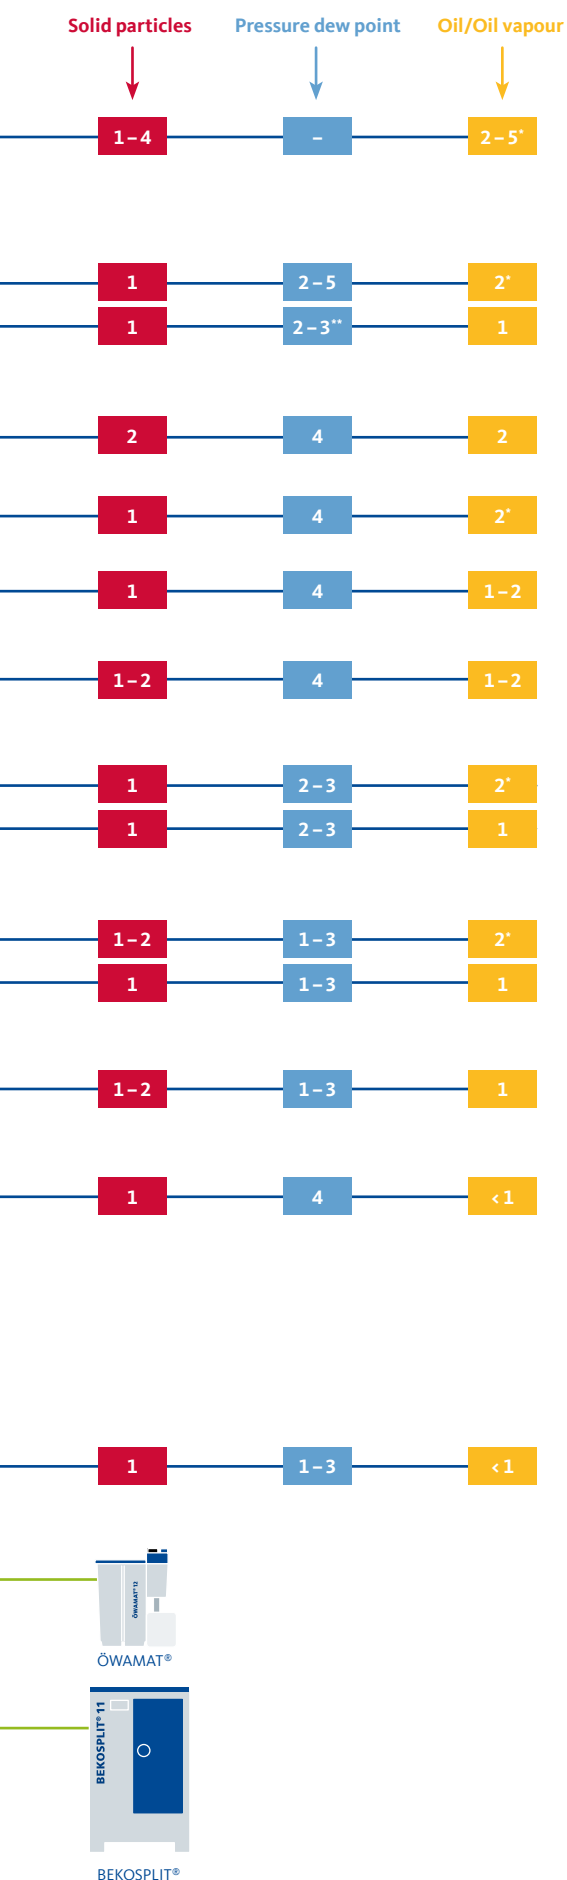 Solid particles Pressure dew point Oil/Oil vapour
1–4 – 2–5*
1 2–5 2*
1 2–3** 1
2 4 2
1 4 2*
1 4 1–2
1–2 4 1–2
1 2–3 2*
1 2–3 1
1–2 1–3 2*
1 1–3 1
1–2 1–3 1
1 4 <1
1 1–3 <1
ÖWAMAT® 12
ÖWAMAT®
BEKOSPLIT® 11
BEKOSPLIT®